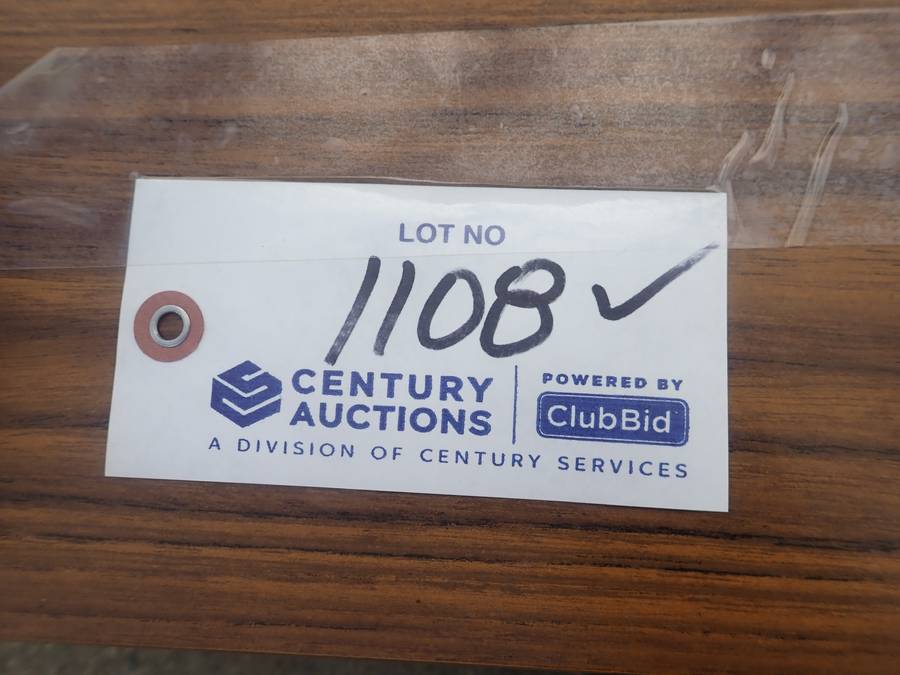 LOT NO
1108 ✓
CENTURY
AUCTIONS
POWERED BY
ClubBid
A DIVISION OF CENTURY SERVICES